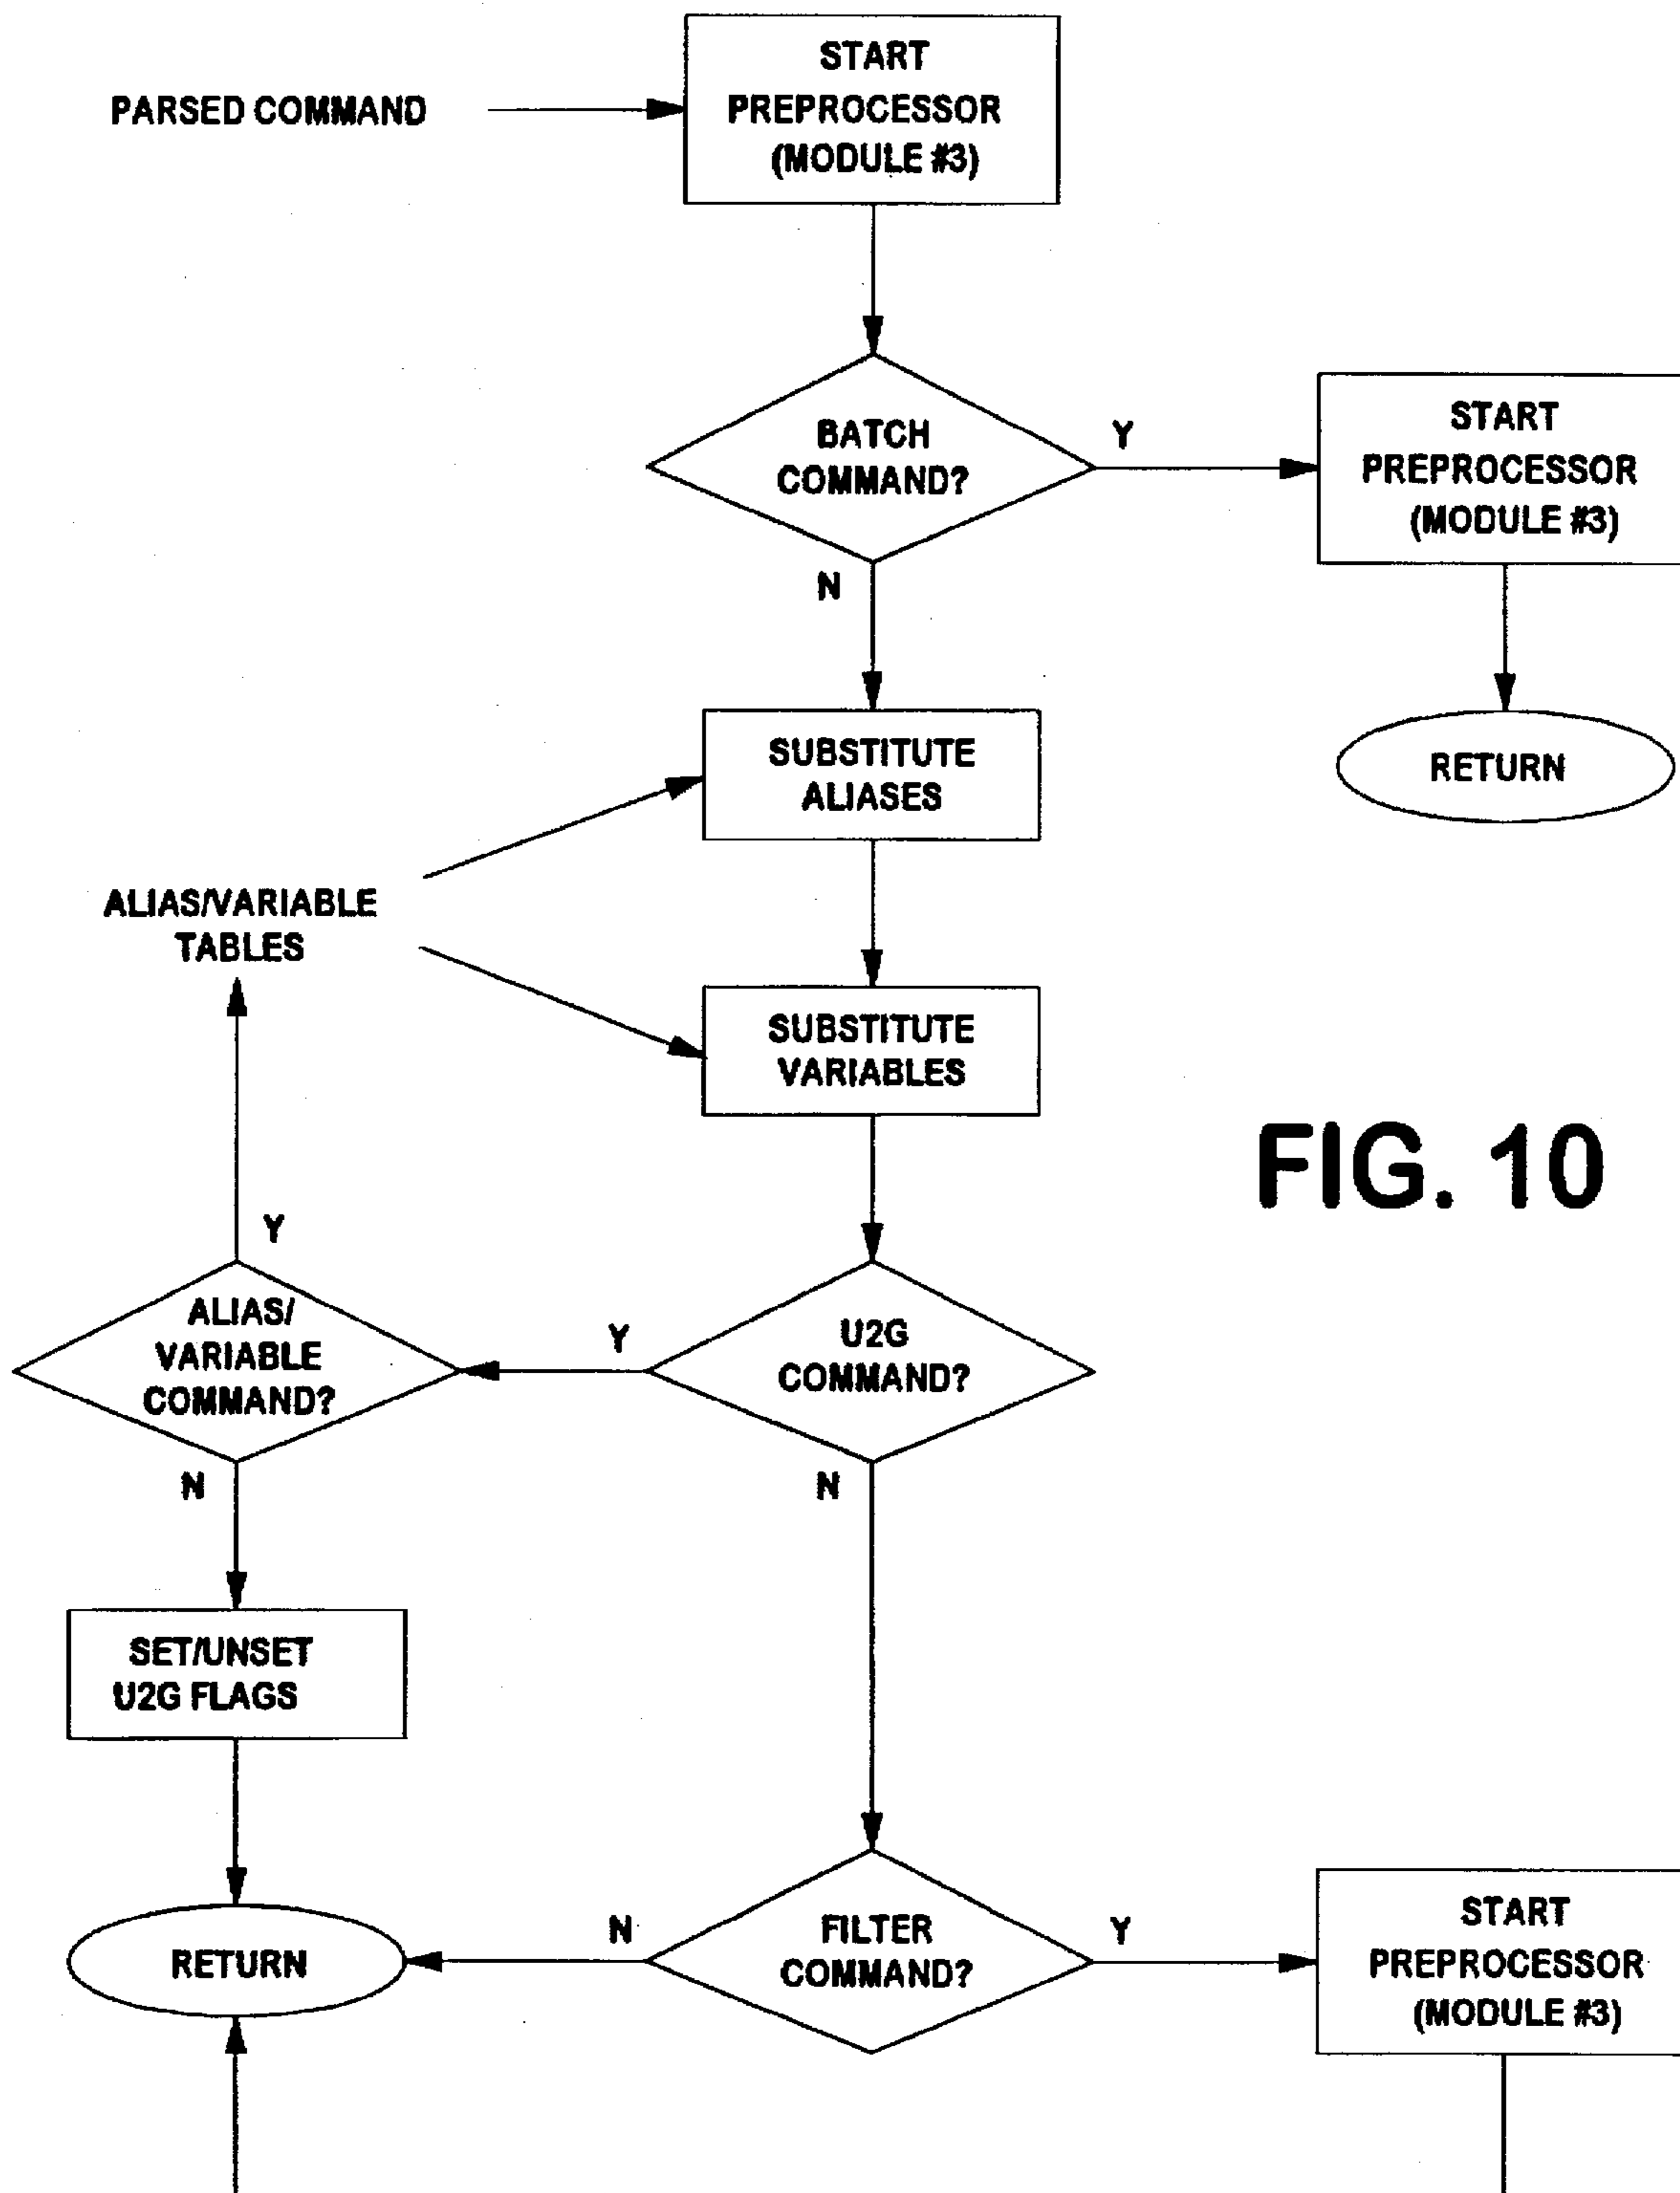 START
PREPROCESSOR
(MODULE #3)
PARSED COMMAND
BATCH
COMMAND?
Y
START
PREPROCESSOR
(MODULE #3)
N
RETURN
SUBSTITUTE
ALIASES
ALIAS/VARIABLE
TABLES
SUBSTITUTE
VARIABLES
FIG. 10
Y
ALIAS/
VARIABLE
COMMAND?
Y
U2G
COMMAND?
N
N
SET/UNSET
U2G FLAGS
RETURN
N
FILTER
COMMAND?
Y
START
PREPROCESSOR
(MODULE #3)